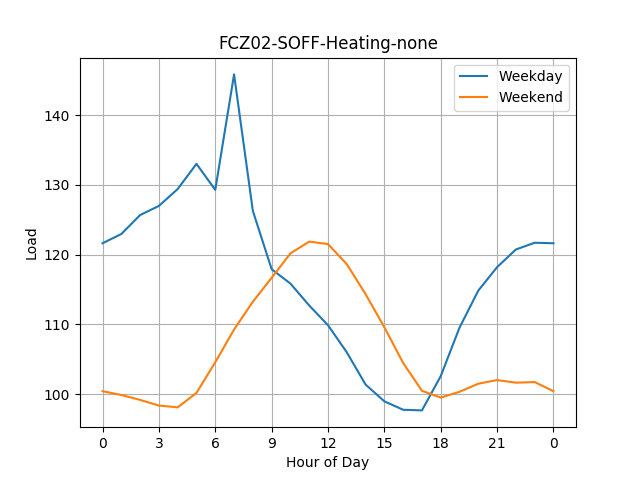 FCZ02-SOFF-Heating-none
Weekday
Weekend
140
130
120
110
100
Load
0 3 6 9 12 15 18 21 0
Hour of Day